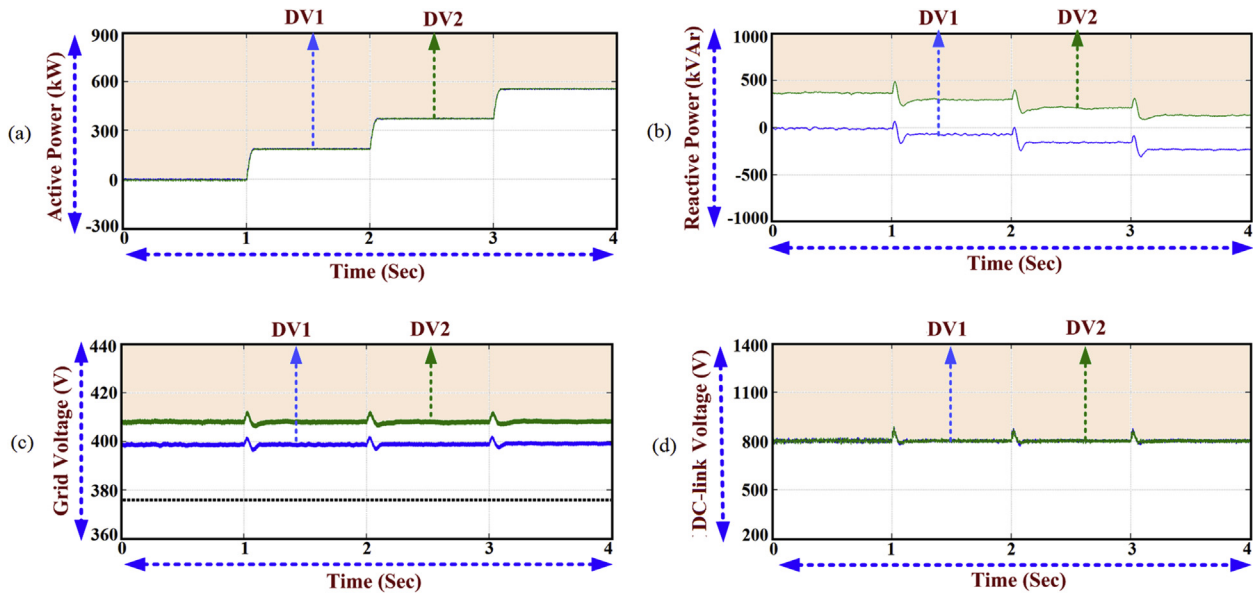 (a)
DV1 DV2
Active Power (kW)
900
600
300
0
-300
0 1 2 3 4
Time (Sec)
(b)
DV1 DV2
Reactive Power (kVAr)
1000
500
0
-500
-1000
0 1 2 3 4
Time (Sec)
(c)
DV1 DV2
Grid Voltage (V)
440
420
400
380
360
0 1 2 3 4
Time (Sec)
(d)
DV1 DV2
DC-link Voltage (V)
1400
1100
800
500
200
0 1 2 3 4
Time (Sec)